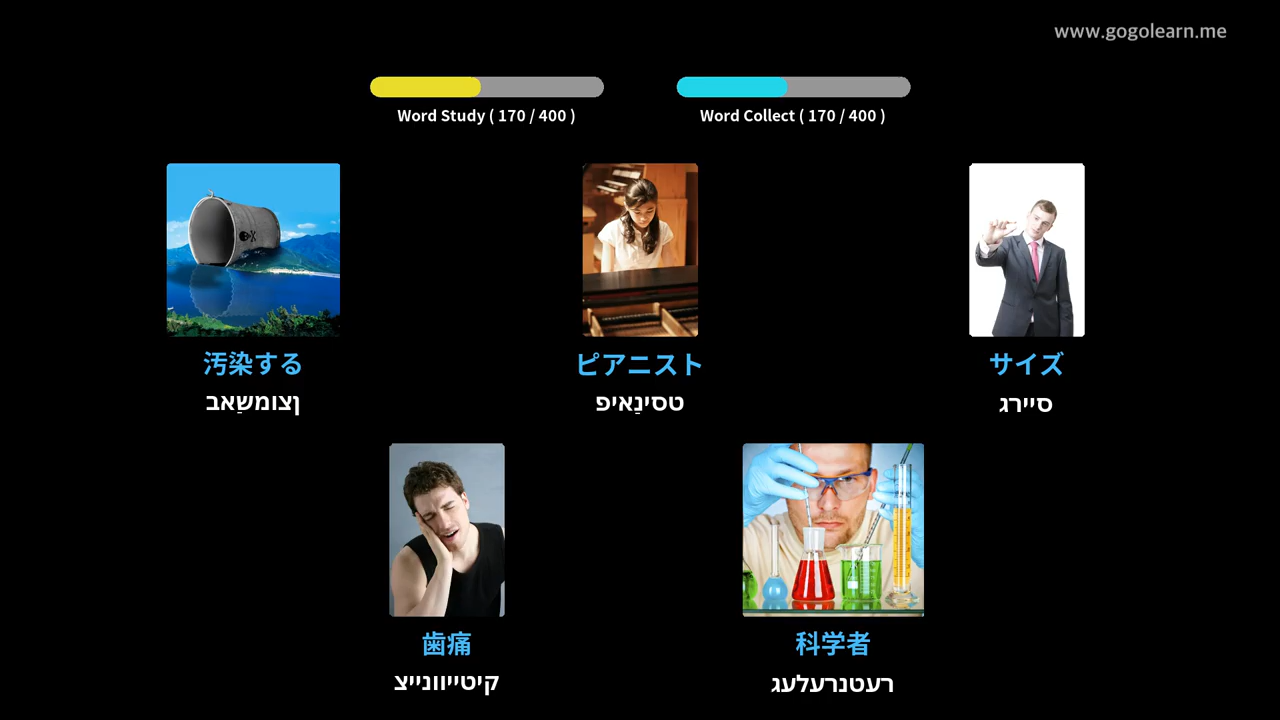 www.gogolearn.me
Word Study ( 170 / 400 )
Word Collect ( 170 / 400 )
汚染する
ןצומשַאב
ピアニスト
טסינַאיפ
サイズ
סיירג
歯痛
קיטייוונייצ
科学者
רעטנרעלעג